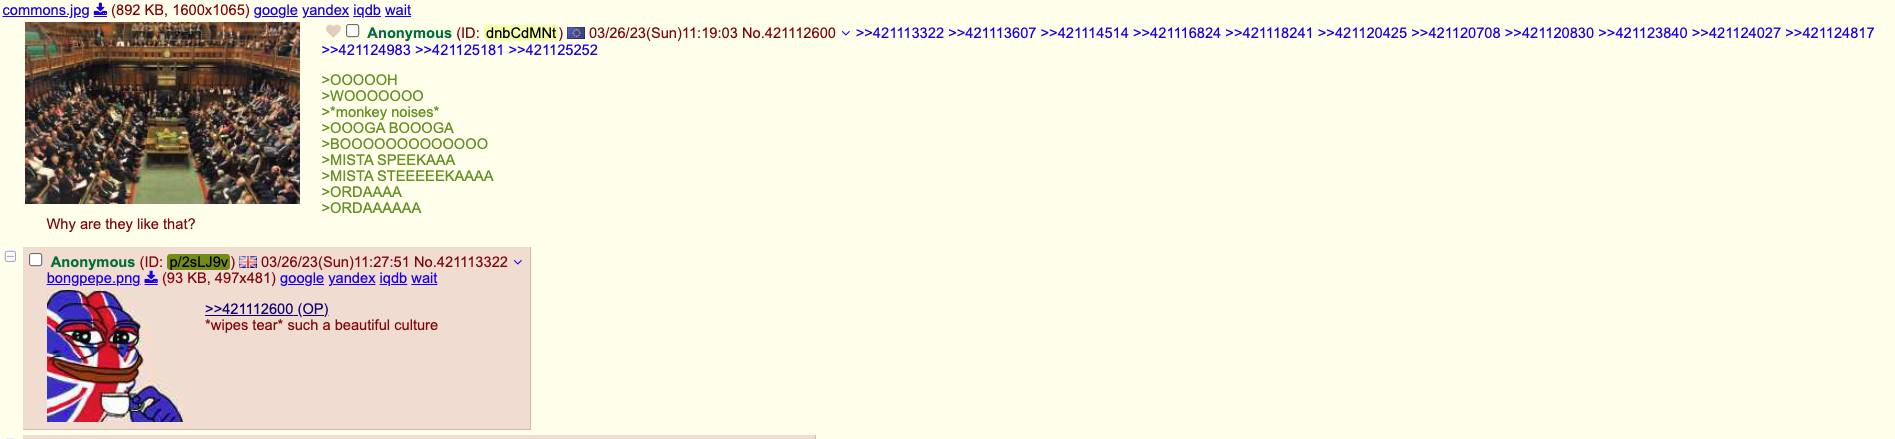 commons.jpg (892 KB, 1600x1065) google yandex iqdb wait
Anonymous (ID: dnbCdMNt) 03/26/23(Sun)11:19:03 No.421112600 >>421113322 >>421113607 >>421114514 >>421116824 >>421118241 >>421120425 >>421120708 >>421120830 >>421123840 >>421124027 >>421124817
>>421124983 >>421125181 >>421125252
>OOOOOH
>WOOOOOOO
>*monkey noises*
>OOOGA BOOOGA
>BOOOOOOOOOOOOO
>MISTA SPEEKAAA
>MISTA STEEEEEKAAAA
>ORDAAAA
>ORDAAAAAA
Why are they like that?
Anonymous (ID: p/2sLJ9v) 03/26/23(Sun)11:27:51 No.421113322
bongpepe.png (93 KB, 497x481) google yandex iqdb wait
>>421112600 (OP)
*wipes tear* such a beautiful culture